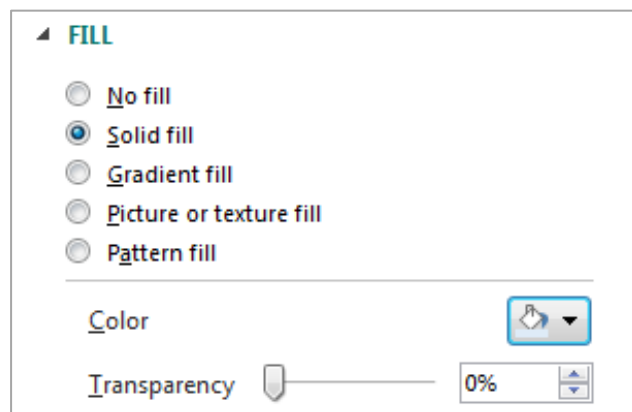 FILL
No fill
Solid fill
Gradient fill
Picture or texture fill
Pattern fill
Color
Transparency 0%